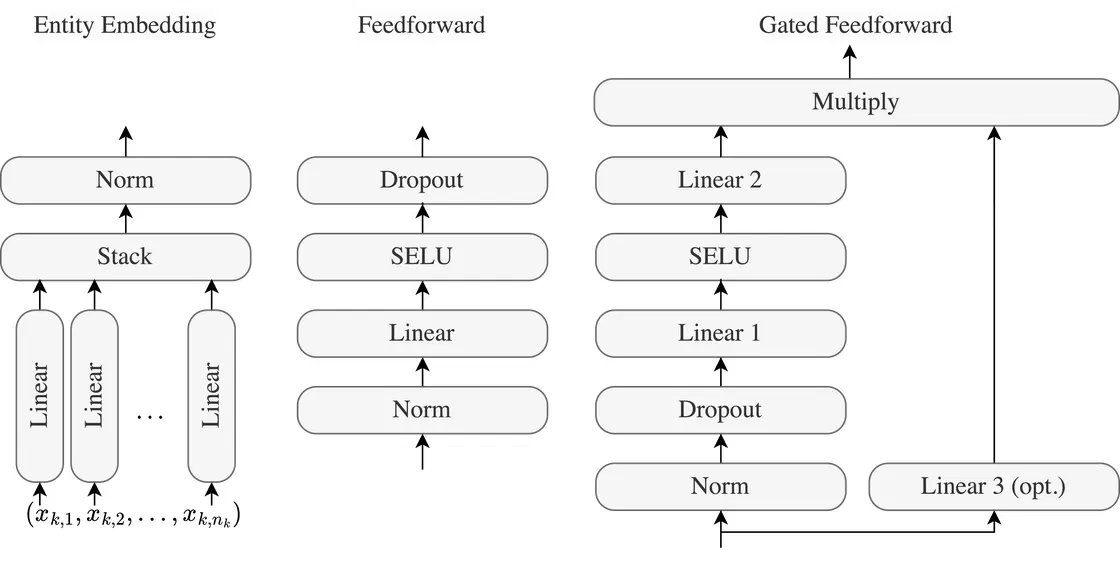 Entity Embedding
Norm
Stack
Linear
Linear
...
Linear
(x_{k,1}, x_{k,2}, ..., x_{k,n_k})
Feedforward
Dropout
SELU
Linear
Norm
Gated Feedforward
Multiply
Linear 2
SELU
Linear 1
Dropout
Norm
Linear 3 (opt.)